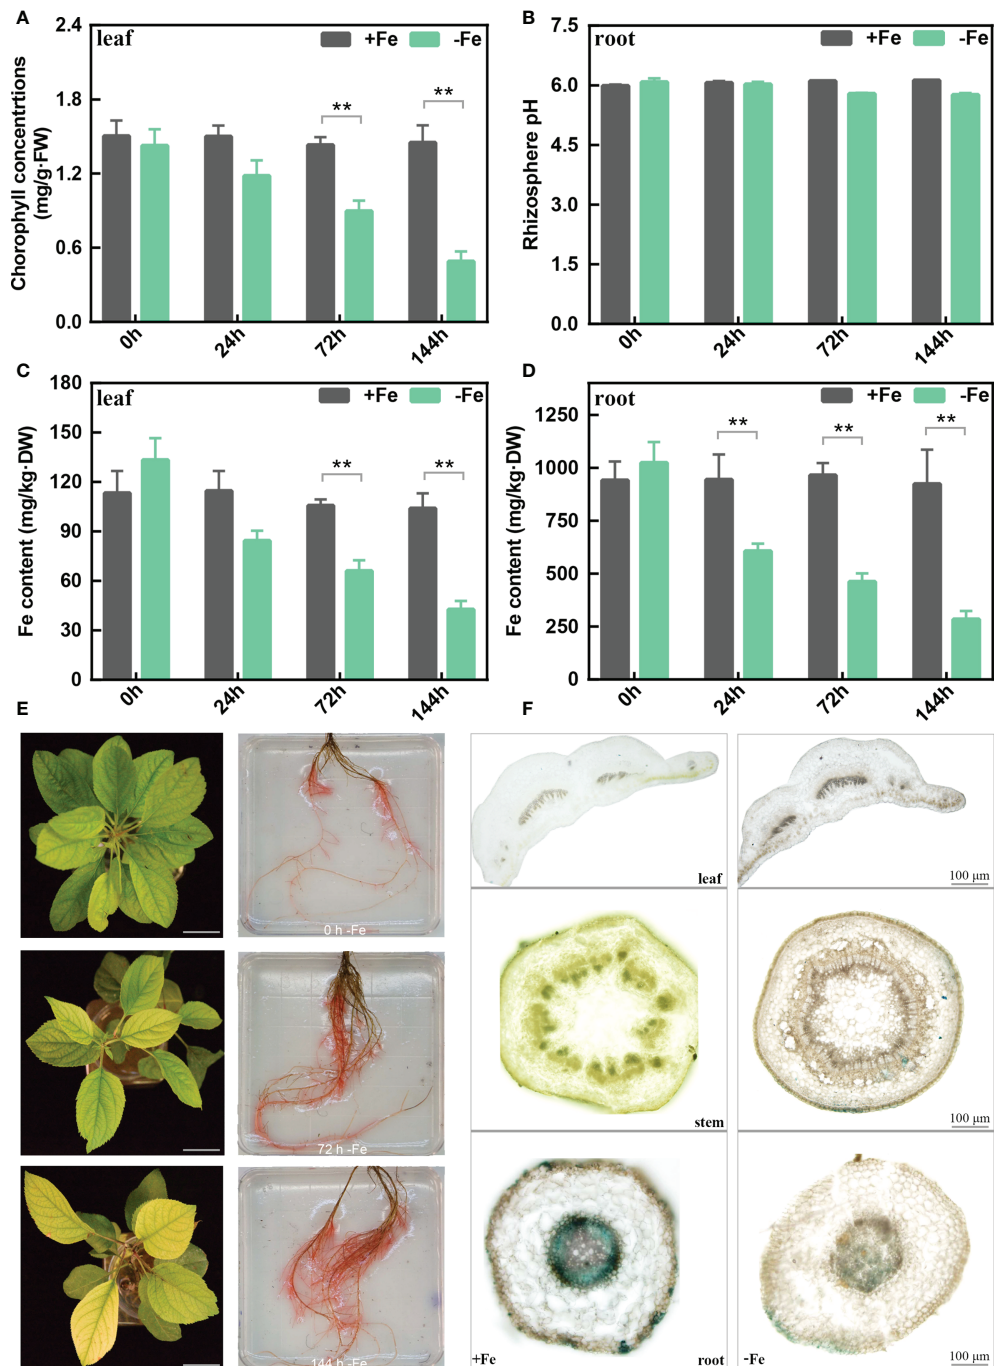 A
leaf
+Fe
-Fe
Chorophyll concentrtions
(mg/g·FW)
2.4
1.8
1.2
0.6
0.0
**
**
0h
24h
72h
144h
B
root
+Fe
-Fe
Rhizosphere pH
7.5
6.0
4.5
3.0
1.5
0.0
0h
24h
72h
144h
C
leaf
+Fe
-Fe
Fe content (mg/kg·DW)
180
150
120
90
60
30
0
**
**
0h
24h
72h
144h
D
root
+Fe
-Fe
Fe content (mg/kg·DW)
1250
1000
750
500
250
0
**
**
**
0h
24h
72h
144h
E
0 h -Fe
72 h -Fe
144 h -Fe
F
leaf
100 µm
stem
100 µm
+Fe
root
-Fe
100 µm